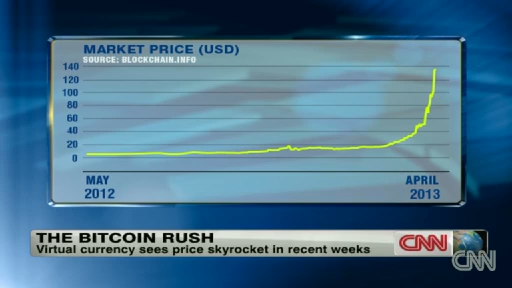 MARKET PRICE (USD)
SOURCE: BLOCKCHAIN.INFO
140
120
100
80
60
40
20
0
MAY
2012
APRIL
2013
THE BITCOIN RUSH
Virtual currency sees price skyrocket in recent weeks
CNN
CNN